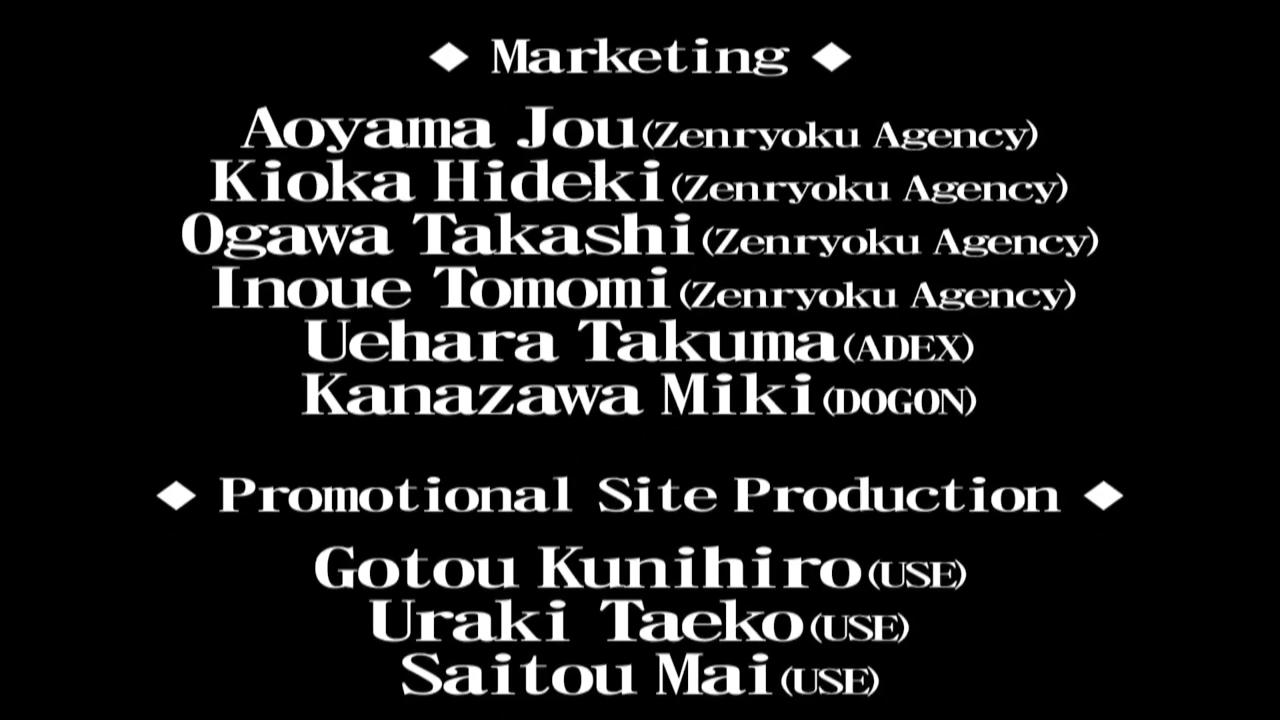 ◆ Marketing ◆
Aoyama Jou(Zenryoku Agency)
Kioka Hideki(Zenryoku Agency)
Ogawa Takashi(Zenryoku Agency)
Inoue Tomomi(Zenryoku Agency)
Uehara Takuma(ADEX)
Kanazawa Miki(DOGON)
◆ Promotional Site Production ◆
Gotou Kunihiro(USE)
Uraki Taeko(USE)
Saitou Mai(USE)